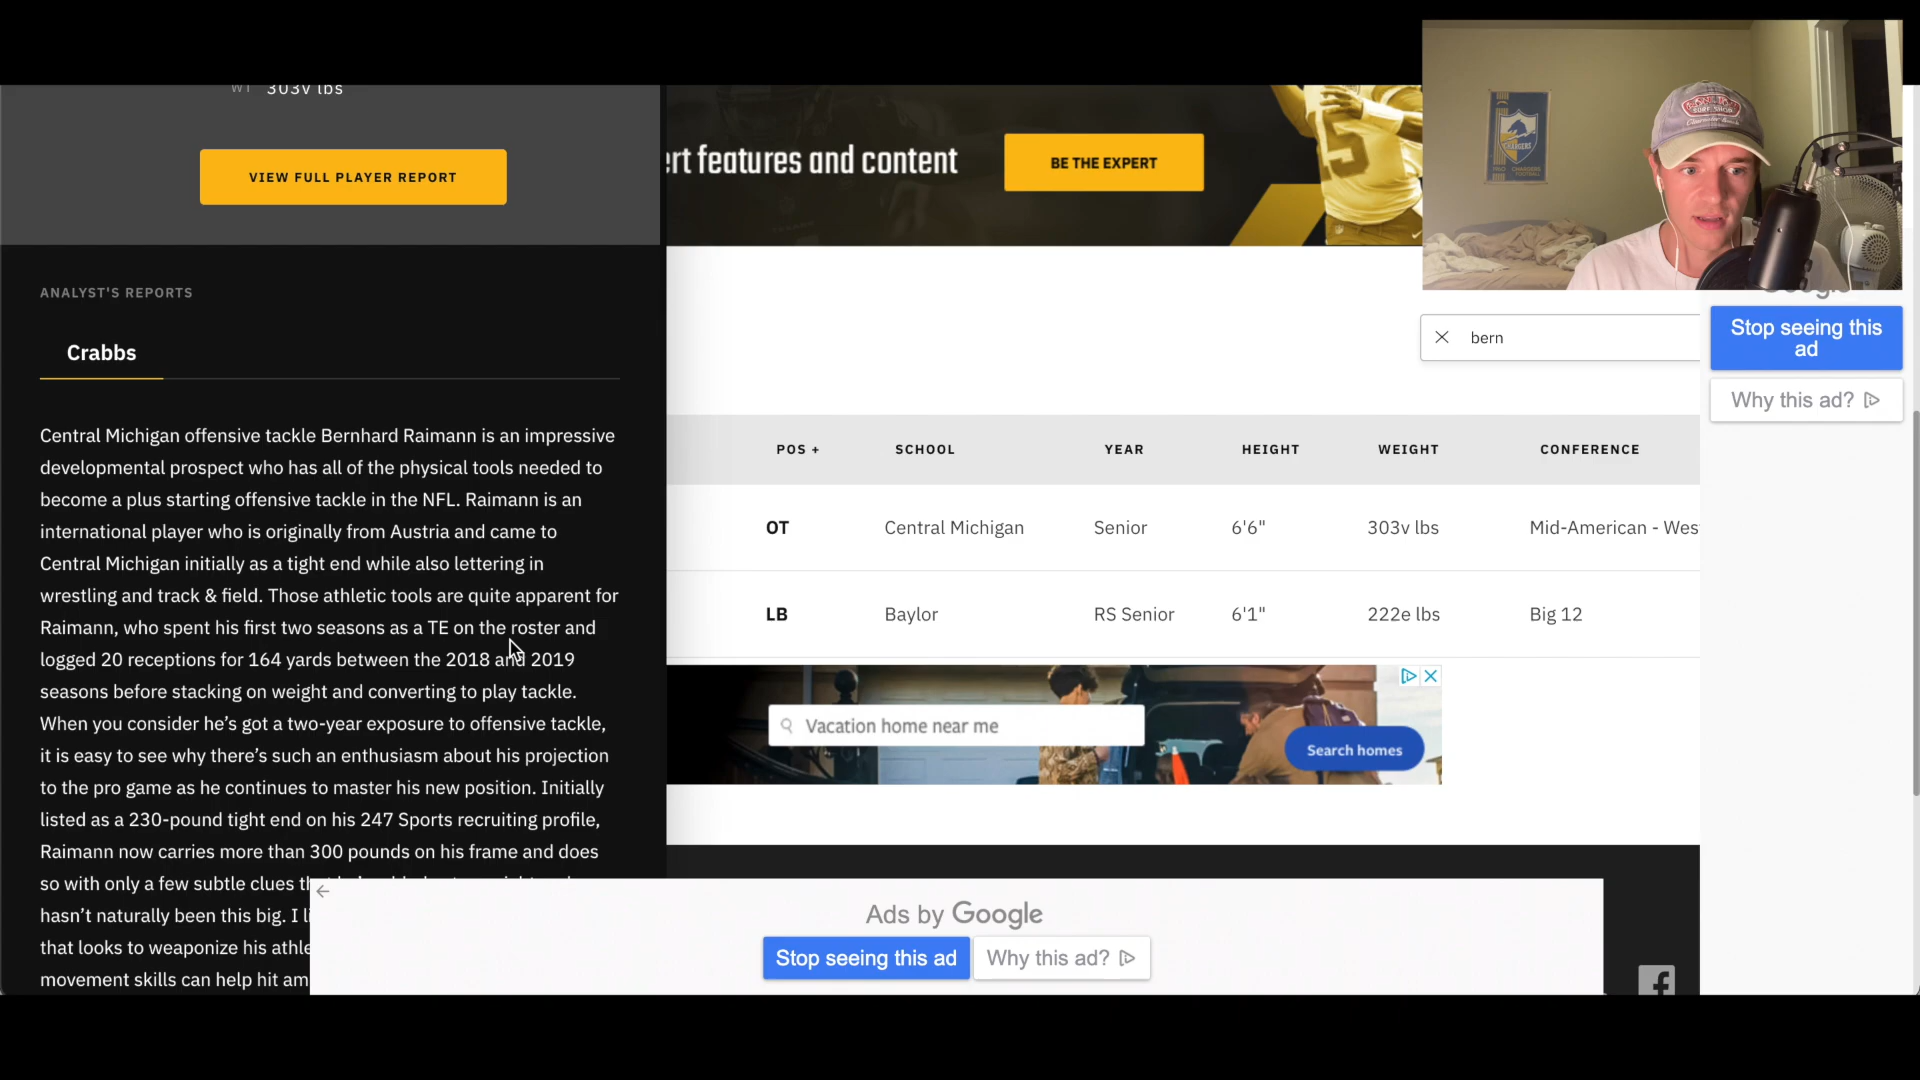 WT 303v lbs
VIEW FULL PLAYER REPORT
ANALYST'S REPORTS
Crabbs
Central Michigan offensive tackle Bernhard Raimann is an impressive
developmental prospect who has all of the physical tools needed to
become a plus starting offensive tackle in the NFL. Raimann is an
international player who is originally from Austria and came to
Central Michigan initially as a tight end while also lettering in
wrestling and track & field. Those athletic tools are quite apparent for
Raimann, who spent his first two seasons as a TE on the roster and
logged 20 receptions for 164 yards between the 2018 and 2019
seasons before stacking on weight and converting to play tackle.
When you consider he's got a two-year exposure to offensive tackle,
it is easy to see why there's such an enthusiasm about his projection
to the pro game as he continues to master his new position. Initially
listed as a 230-pound tight end on his 247 Sports recruiting profile,
Raimann now carries more than 300 pounds on his frame and does
so with only a few subtle clues
hasn't naturally been this big. I
that looks to weaponize his
movement skills can help hit
ert features and content
BE THE EXPERT
5
CHARGERS
bern
POS + SCHOOL YEAR HEIGHT WEIGHT CONFERENCE
OT Central Michigan Senior 6'6" 303v lbs Mid-American - Wes
LB Baylor RS Senior 6'1" 222e lbs Big 12
Vacation home near me
Search homes
Ads by Google
Stop seeing this ad
Why this ad?
Google
Stop seeing this
ad
Why this ad?